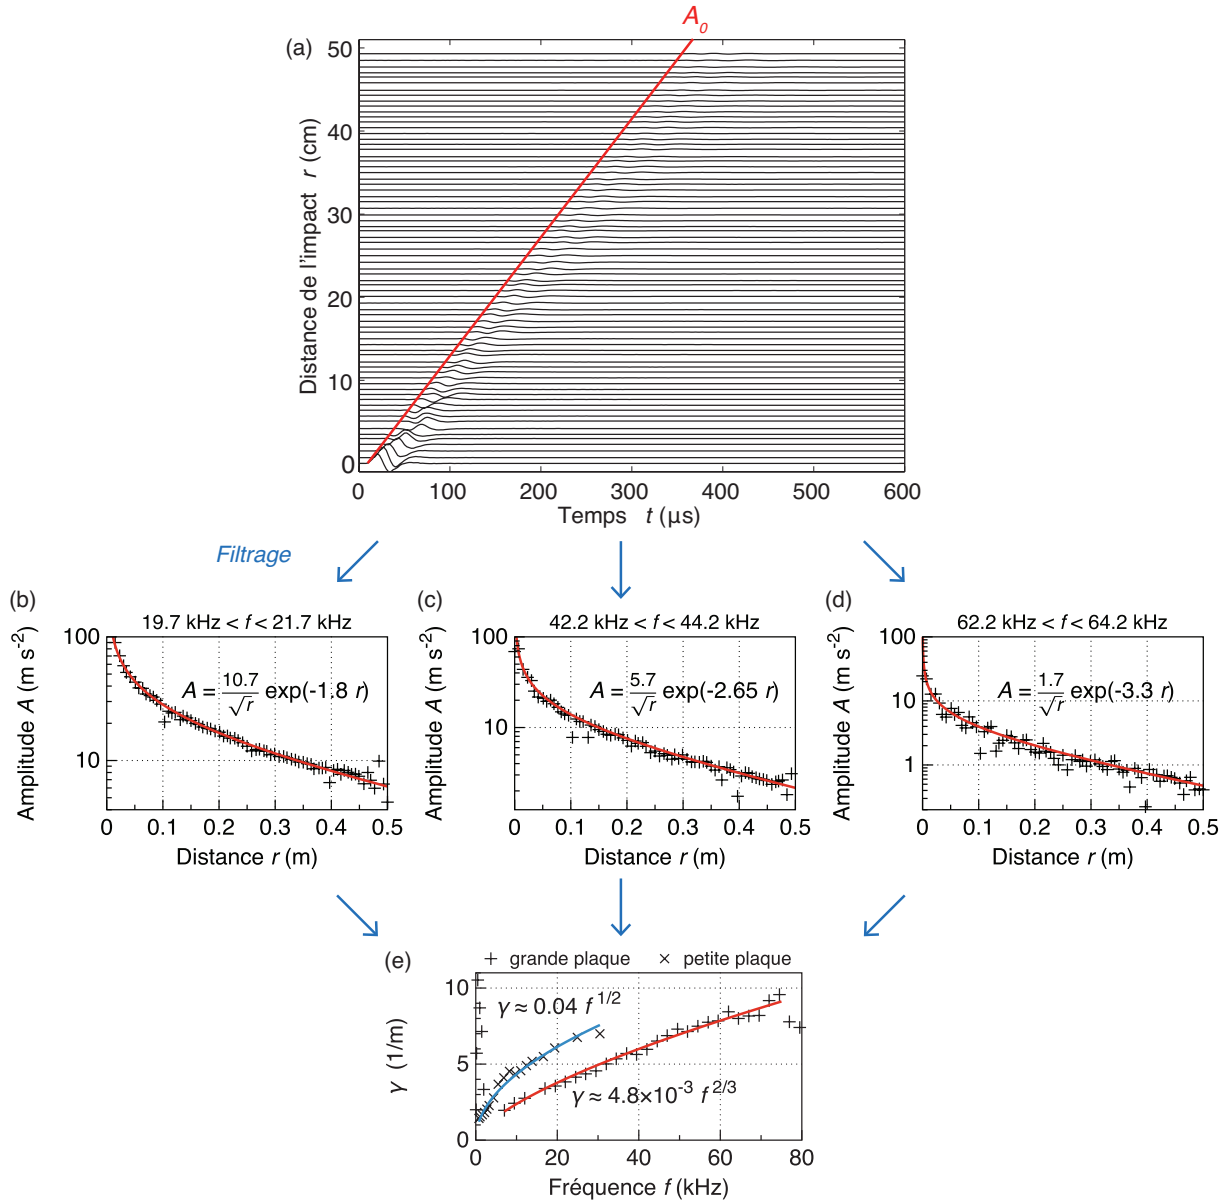 A₀
(a)
50
40
30
20
10
0
Distance de l'impact r (cm)
0 100 200 300 400 500 600
Temps t (μs)
Filtrage
(b)
19.7 kHz < f < 21.7 kHz
100
10
Amplitude A (m s⁻²)
A = 10.7/√r exp(-1.8 r)
0 0.1 0.2 0.3 0.4 0.5
Distance r (m)
(c)
42.2 kHz < f < 44.2 kHz
100
10
Amplitude A (m s⁻²)
A = 5.7/√r exp(-2.65 r)
0 0.1 0.2 0.3 0.4 0.5
Distance r (m)
(d)
62.2 kHz < f < 64.2 kHz
100
10
1
Amplitude A (m s⁻²)
A = 1.7/√r exp(-3.3 r)
0 0.1 0.2 0.3 0.4 0.5
Distance r (m)
(e)
+ grande plaque × petite plaque
10
5
0
γ (1/m)
γ ≈ 0.04 f^1/2
γ ≈ 4.8×10⁻³ f^2/3
0 20 40 60 80
Fréquence f (kHz)